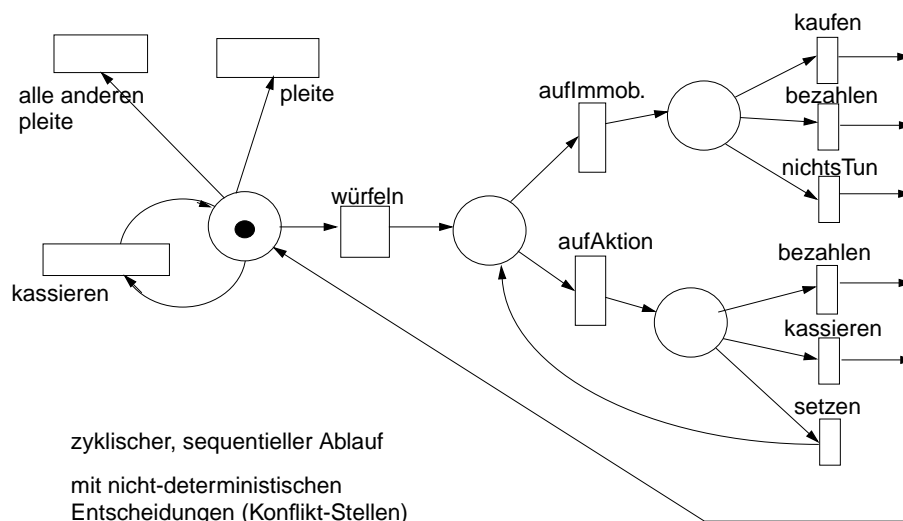 kaufen
alle anderen
pleite
pleite
aufImmob.
bezahlen
nichtsTun
würfeln
kassieren
aufAktion
bezahlen
kassieren
setzen
zyklischer, sequentieller Ablauf
mit nicht-deterministischen
Entscheidungen (Konflikt-Stellen)